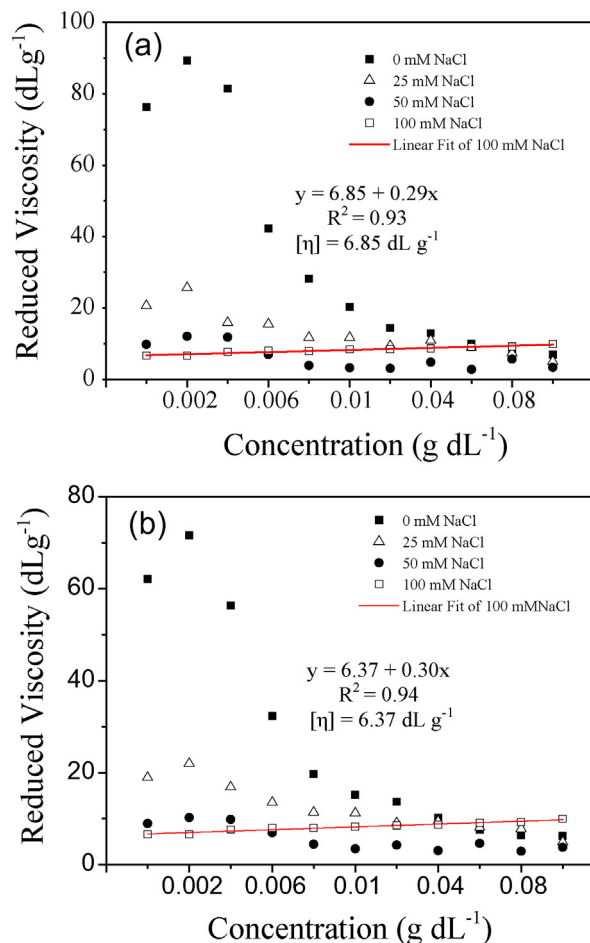 (a)
0 mM NaCl
25 mM NaCl
50 mM NaCl
100 mM NaCl
Linear Fit of 100 mM NaCl
y = 6.85 + 0.29x
R² = 0.93
[η] = 6.85 dL g⁻¹
Reduced Viscosity (dLg⁻¹)
100
80
60
40
20
0
0.002
0.006
0.01
0.04
0.08
Concentration (g dL⁻¹)
(b)
0 mM NaCl
25 mM NaCl
50 mM NaCl
100 mM NaCl
Linear Fit of 100 mMNaCl
y = 6.37 + 0.30x
R² = 0.94
[η] = 6.37 dL g⁻¹
Reduced Viscosity (dLg⁻¹)
80
60
40
20
0
0.002
0.006
0.01
0.04
0.08
Concentration (g dL⁻¹)